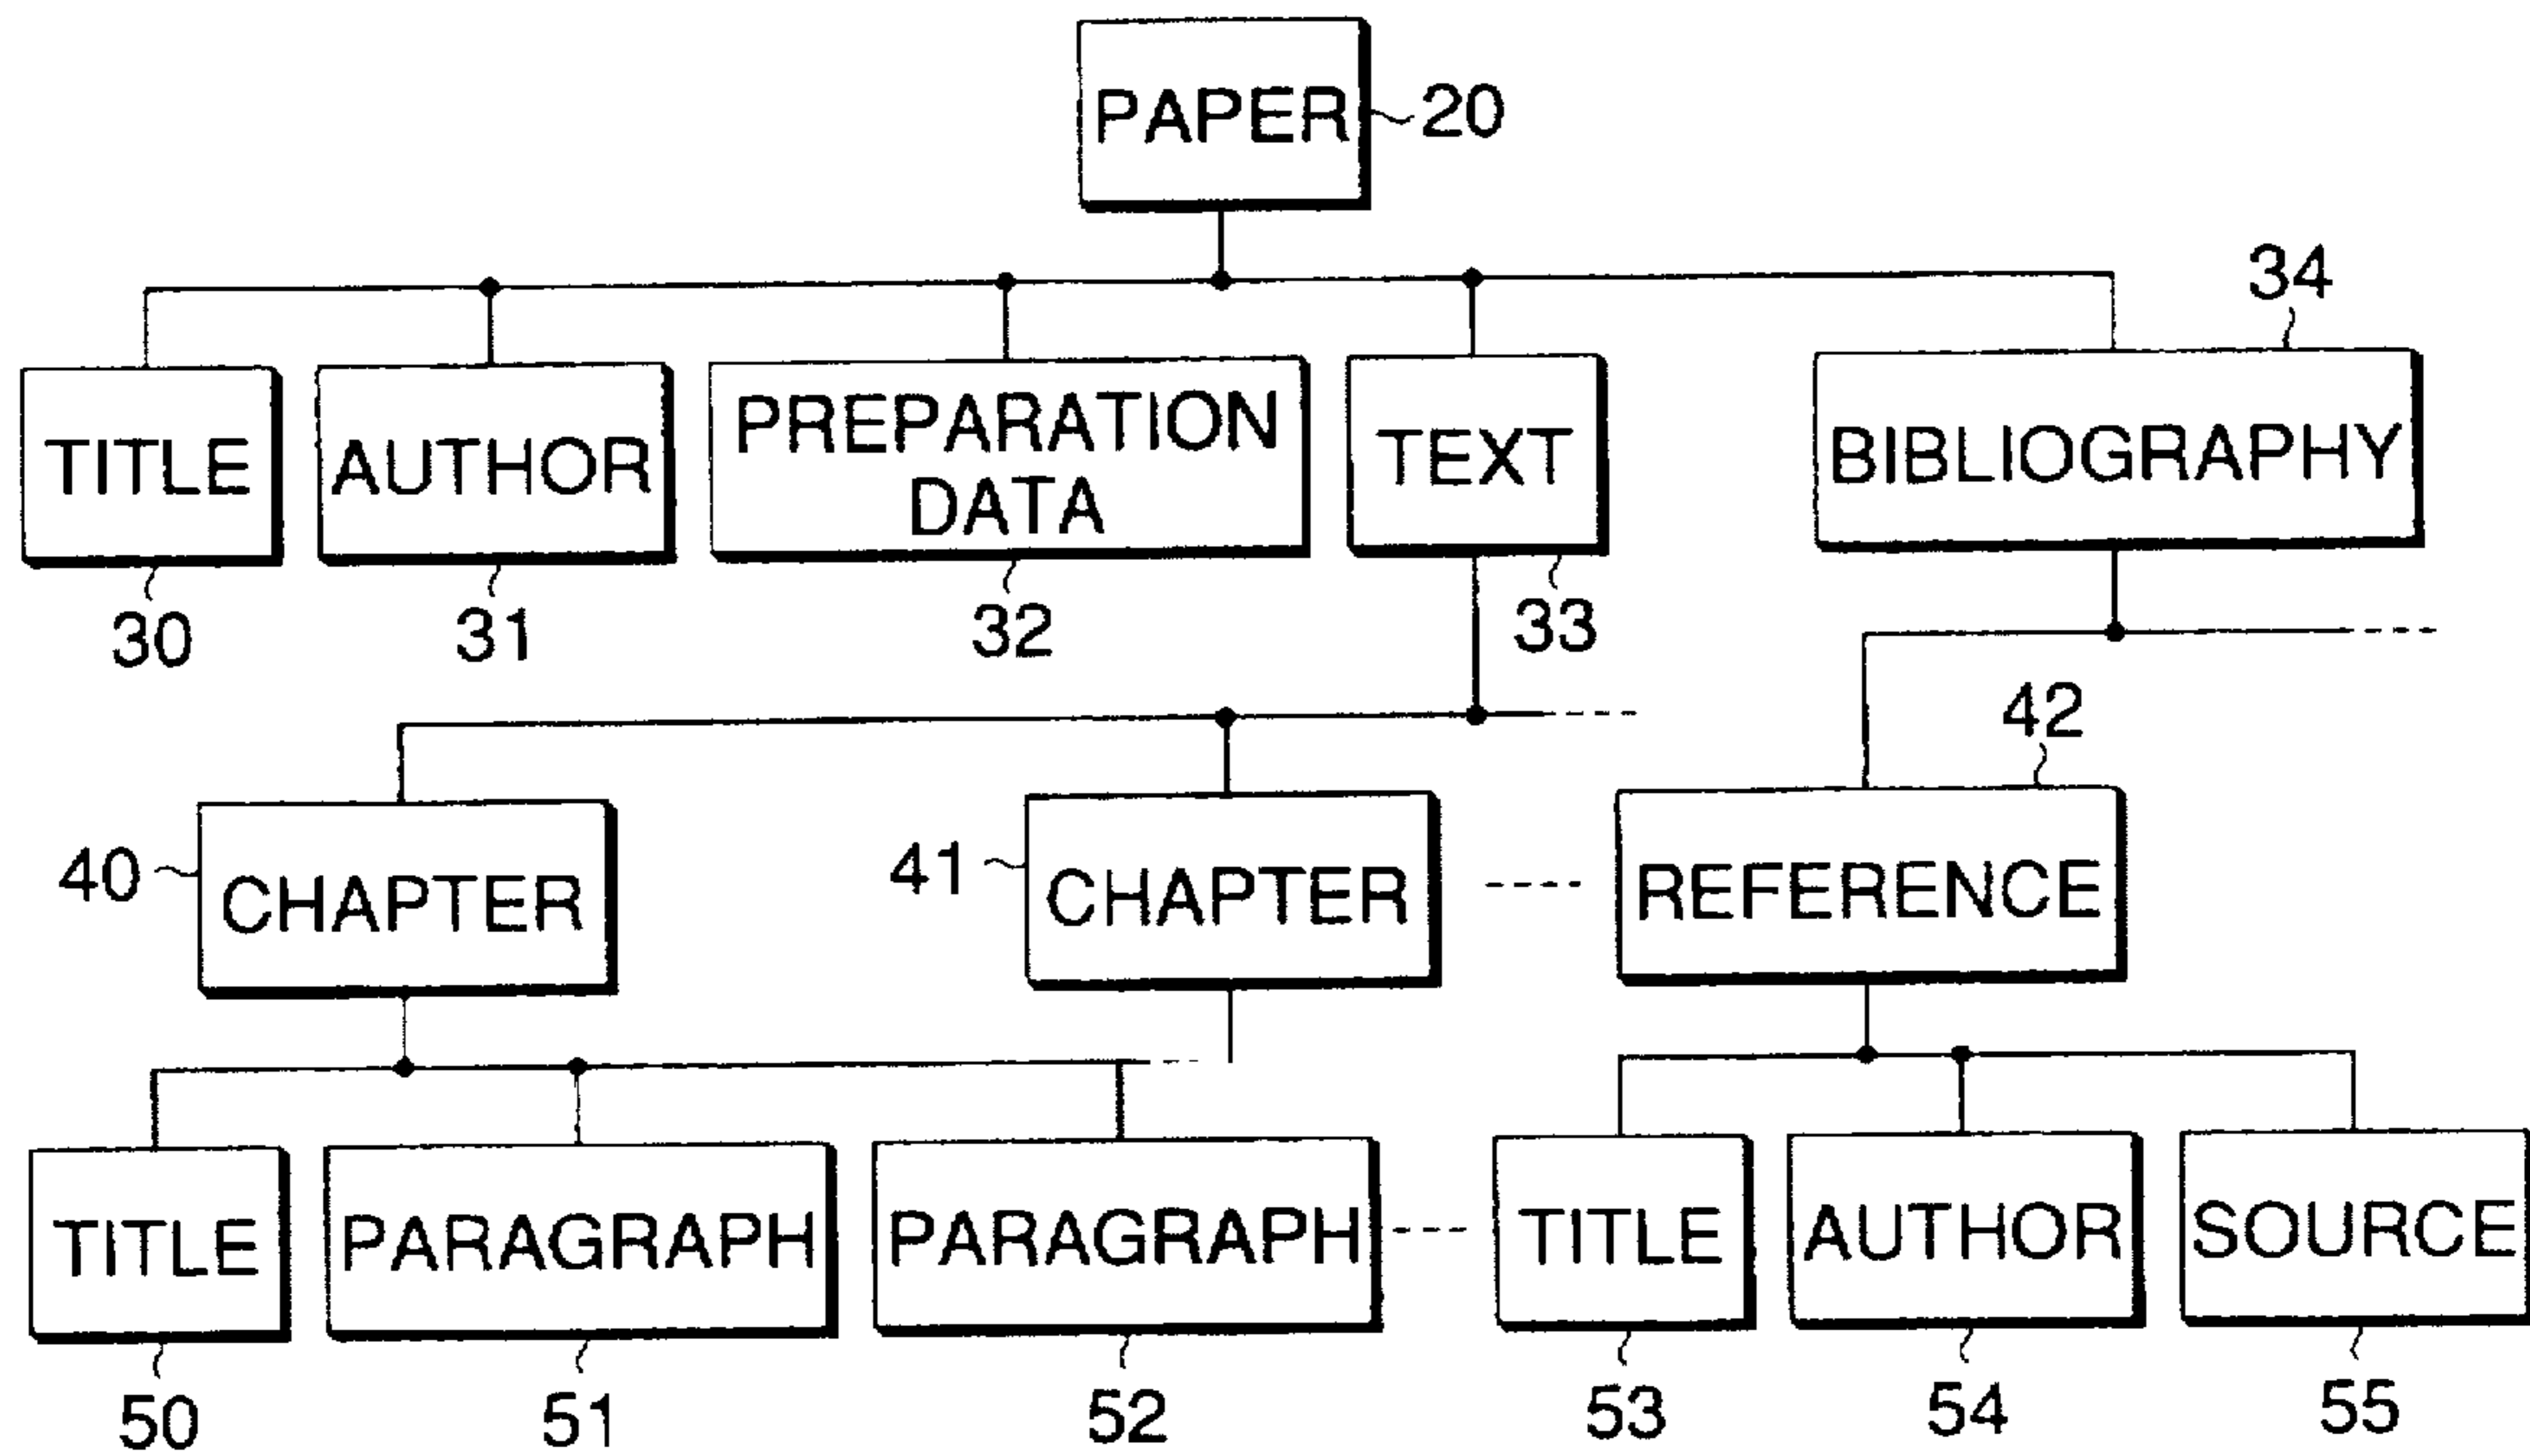 PAPER
20
34
TITLE
AUTHOR
PREPARATION
DATA
TEXT
BIBLIOGRAPHY
30
31
32
33
42
40
CHAPTER
41
CHAPTER
REFERENCE
TITLE
PARAGRAPH
PARAGRAPH
TITLE
AUTHOR
SOURCE
50
51
52
53
54
55